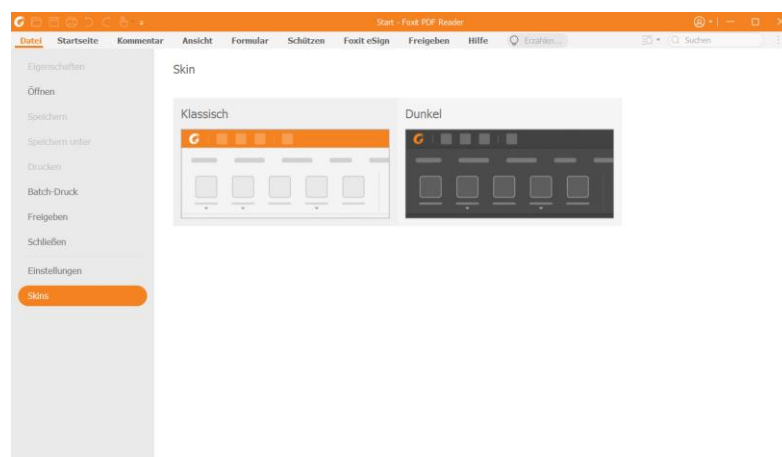 Start - Foxit PDF Reader
Datei Startseite Kommentar Ansicht Formular Schützen Foxit eSign Freigeben Hilfe Erzählen... Suchen
Eigenschaften
Skin
Öffnen
Speichern
Klassisch Dunkel
Speichern unter
Drucken
Batch-Druck
Freigeben
Schließen
Einstellungen
Skins